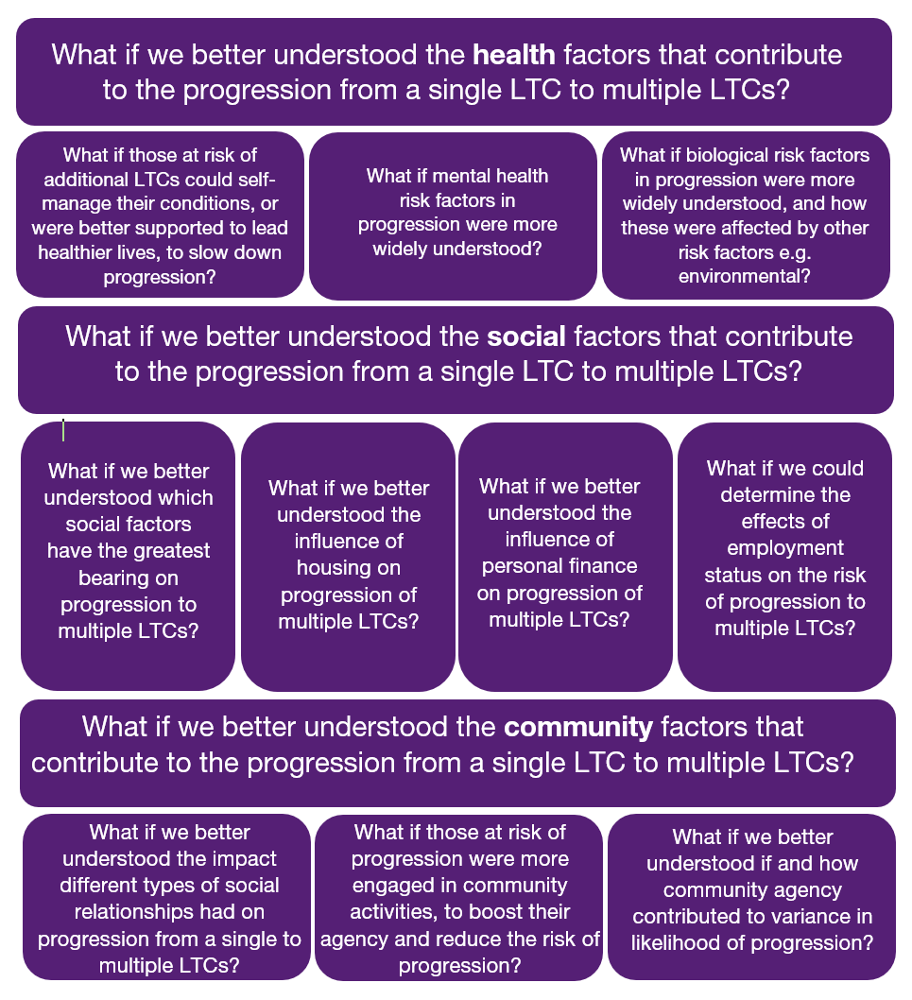 What if we better understood the health factors that contribute
to the progression from a single LTC to multiple LTCs?
What if those at risk of
additional LTCs could self-
manage their conditions, or
were better supported to lead
healthier lives, to slow down
progression?
What if mental health
risk factors in
progression were more
widely understood?
What if biological risk factors
in progression were more
widely understood, and how
these were affected by other
risk factors e.g.
environmental?
What if we better understood the social factors that contribute
to the progression from a single LTC to multiple LTCs?
What if we better
understood which
social factors
have the greatest
bearing on
progression to
multiple LTCs?
What if we better
understood the
influence of
housing on
progression of
multiple LTCs?
What if we better
understood the
influence of
personal finance
on progression of
multiple LTCs?
What if we could
determine the
effects of
employment
status on the risk
of progression to
multiple LTCs?
What if we better understood the community factors that
contribute to the progression from a single LTC to multiple LTCs?
What if we better
understood the impact
different types of social
relationships had on
progression from a single to
multiple LTCs?
What if those at risk of
progression were more
engaged in community
activities, to boost their
agency and reduce the risk of
progression?
What if we better
understood if and how
community agency
contributed to variance in
likelihood of progression?